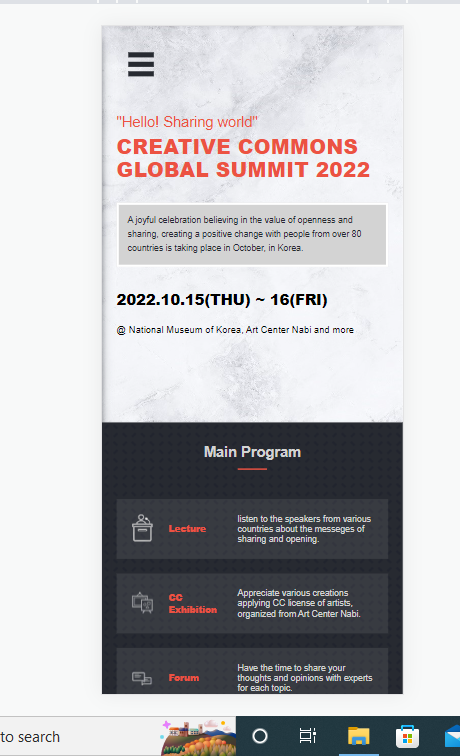 "Hello! Sharing world"
CREATIVE COMMONS
GLOBAL SUMMIT 2022
A joyful celebration believing in the value of openness and
sharing, creating a positive change with people from over 80
countries is taking place in October, in Korea.
2022.10.15(THU) ~ 16(FRI)
@ National Museum of Korea, Art Center Nabi and more
Main Program
Lecture
listen to the speakers from various
countries about the messeges of
sharing and opening.
CC
Exhibition
Appreciate various creations
applying CC license of artists,
organized from Art Center Nabi.
Forum
Have the time to share your
thoughts and opinions with experts
for each topic.
to search